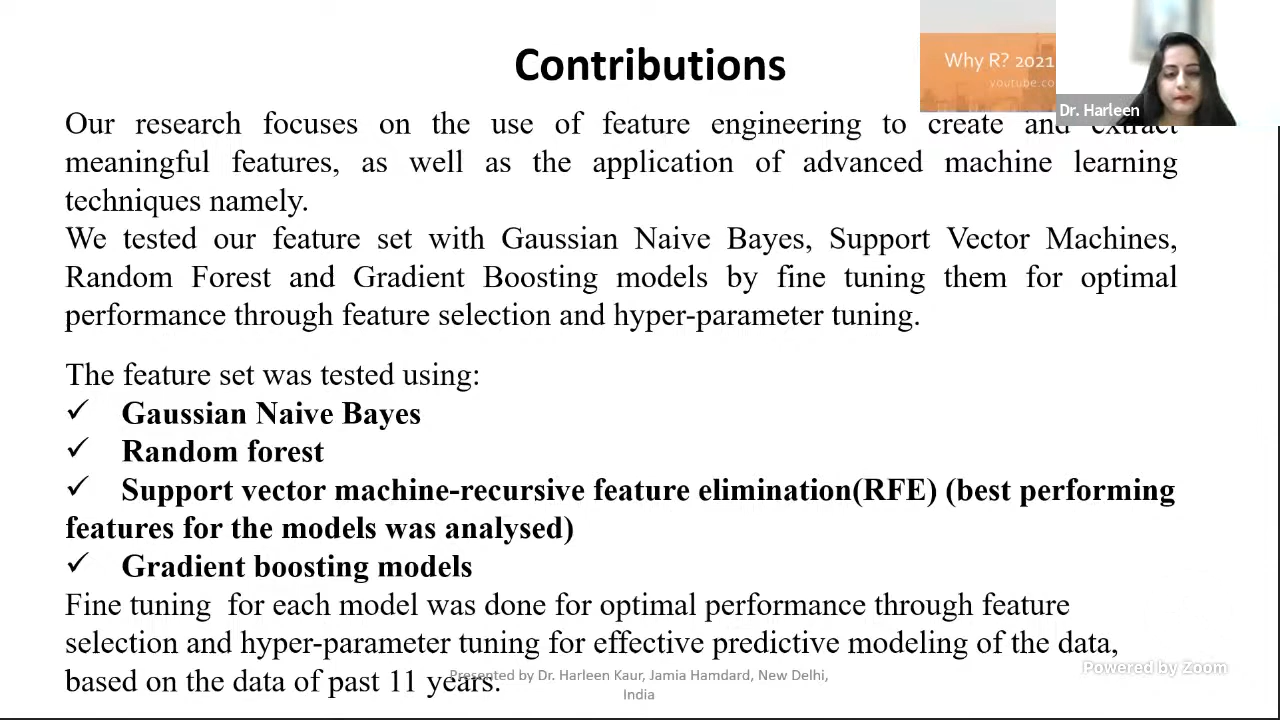 Contributions
Why R? 2021
youtube.co
Dr. Harleen
Our research focuses on the use of feature engineering to create and extract
meaningful features, as well as the application of advanced machine learning
techniques namely.
We tested our feature set with Gaussian Naive Bayes, Support Vector Machines,
Random Forest and Gradient Boosting models by fine tuning them for optimal
performance through feature selection and hyper-parameter tuning.
The feature set was tested using:
✓ Gaussian Naive Bayes
✓ Random forest
✓ Support vector machine-recursive feature elimination(RFE) (best performing
features for the models was analysed)
✓ Gradient boosting models
Fine tuning for each model was done for optimal performance through feature
selection and hyper-parameter tuning for effective predictive modeling of the data,
based on the data of past 11 years.
Presented by Dr. Harleen Kaur, Jamia Hamdard, New Delhi,
India
Powered by Zoom